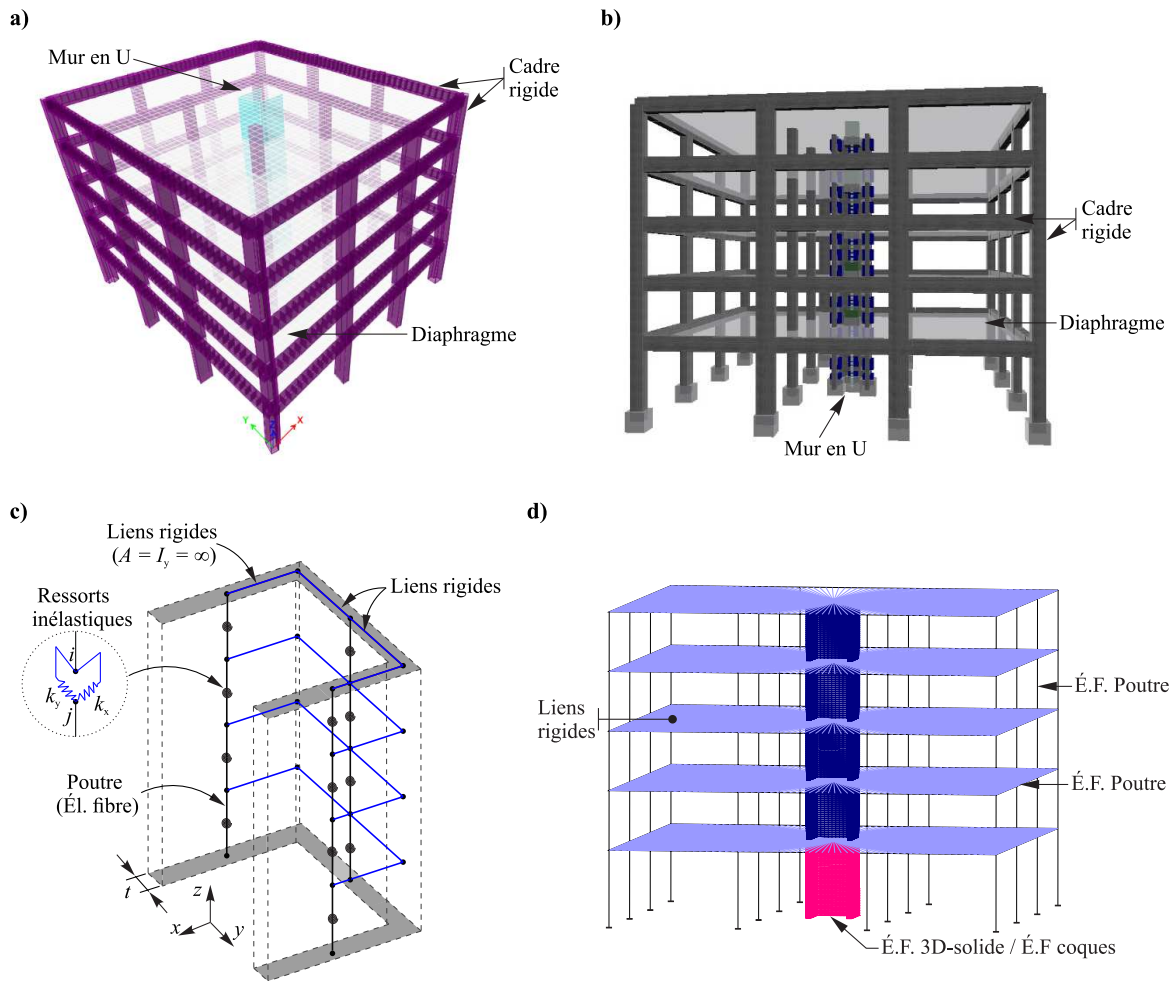 a)
Mur en U
Cadre
rigide
Diaphragme
Y
Z
X
b)
Cadre
rigide
Diaphragme
Mur en U
c)
Liens rigides
(A = I_y = ∞)
Liens rigides
Ressorts
inélastiques
i
k_y
j
k_x
Poutre
(Él. fibre)
t
z
x
y
d)
É.F. Poutre
Liens
rigides
É.F. Poutre
É.F. 3D-solide / É.F coques